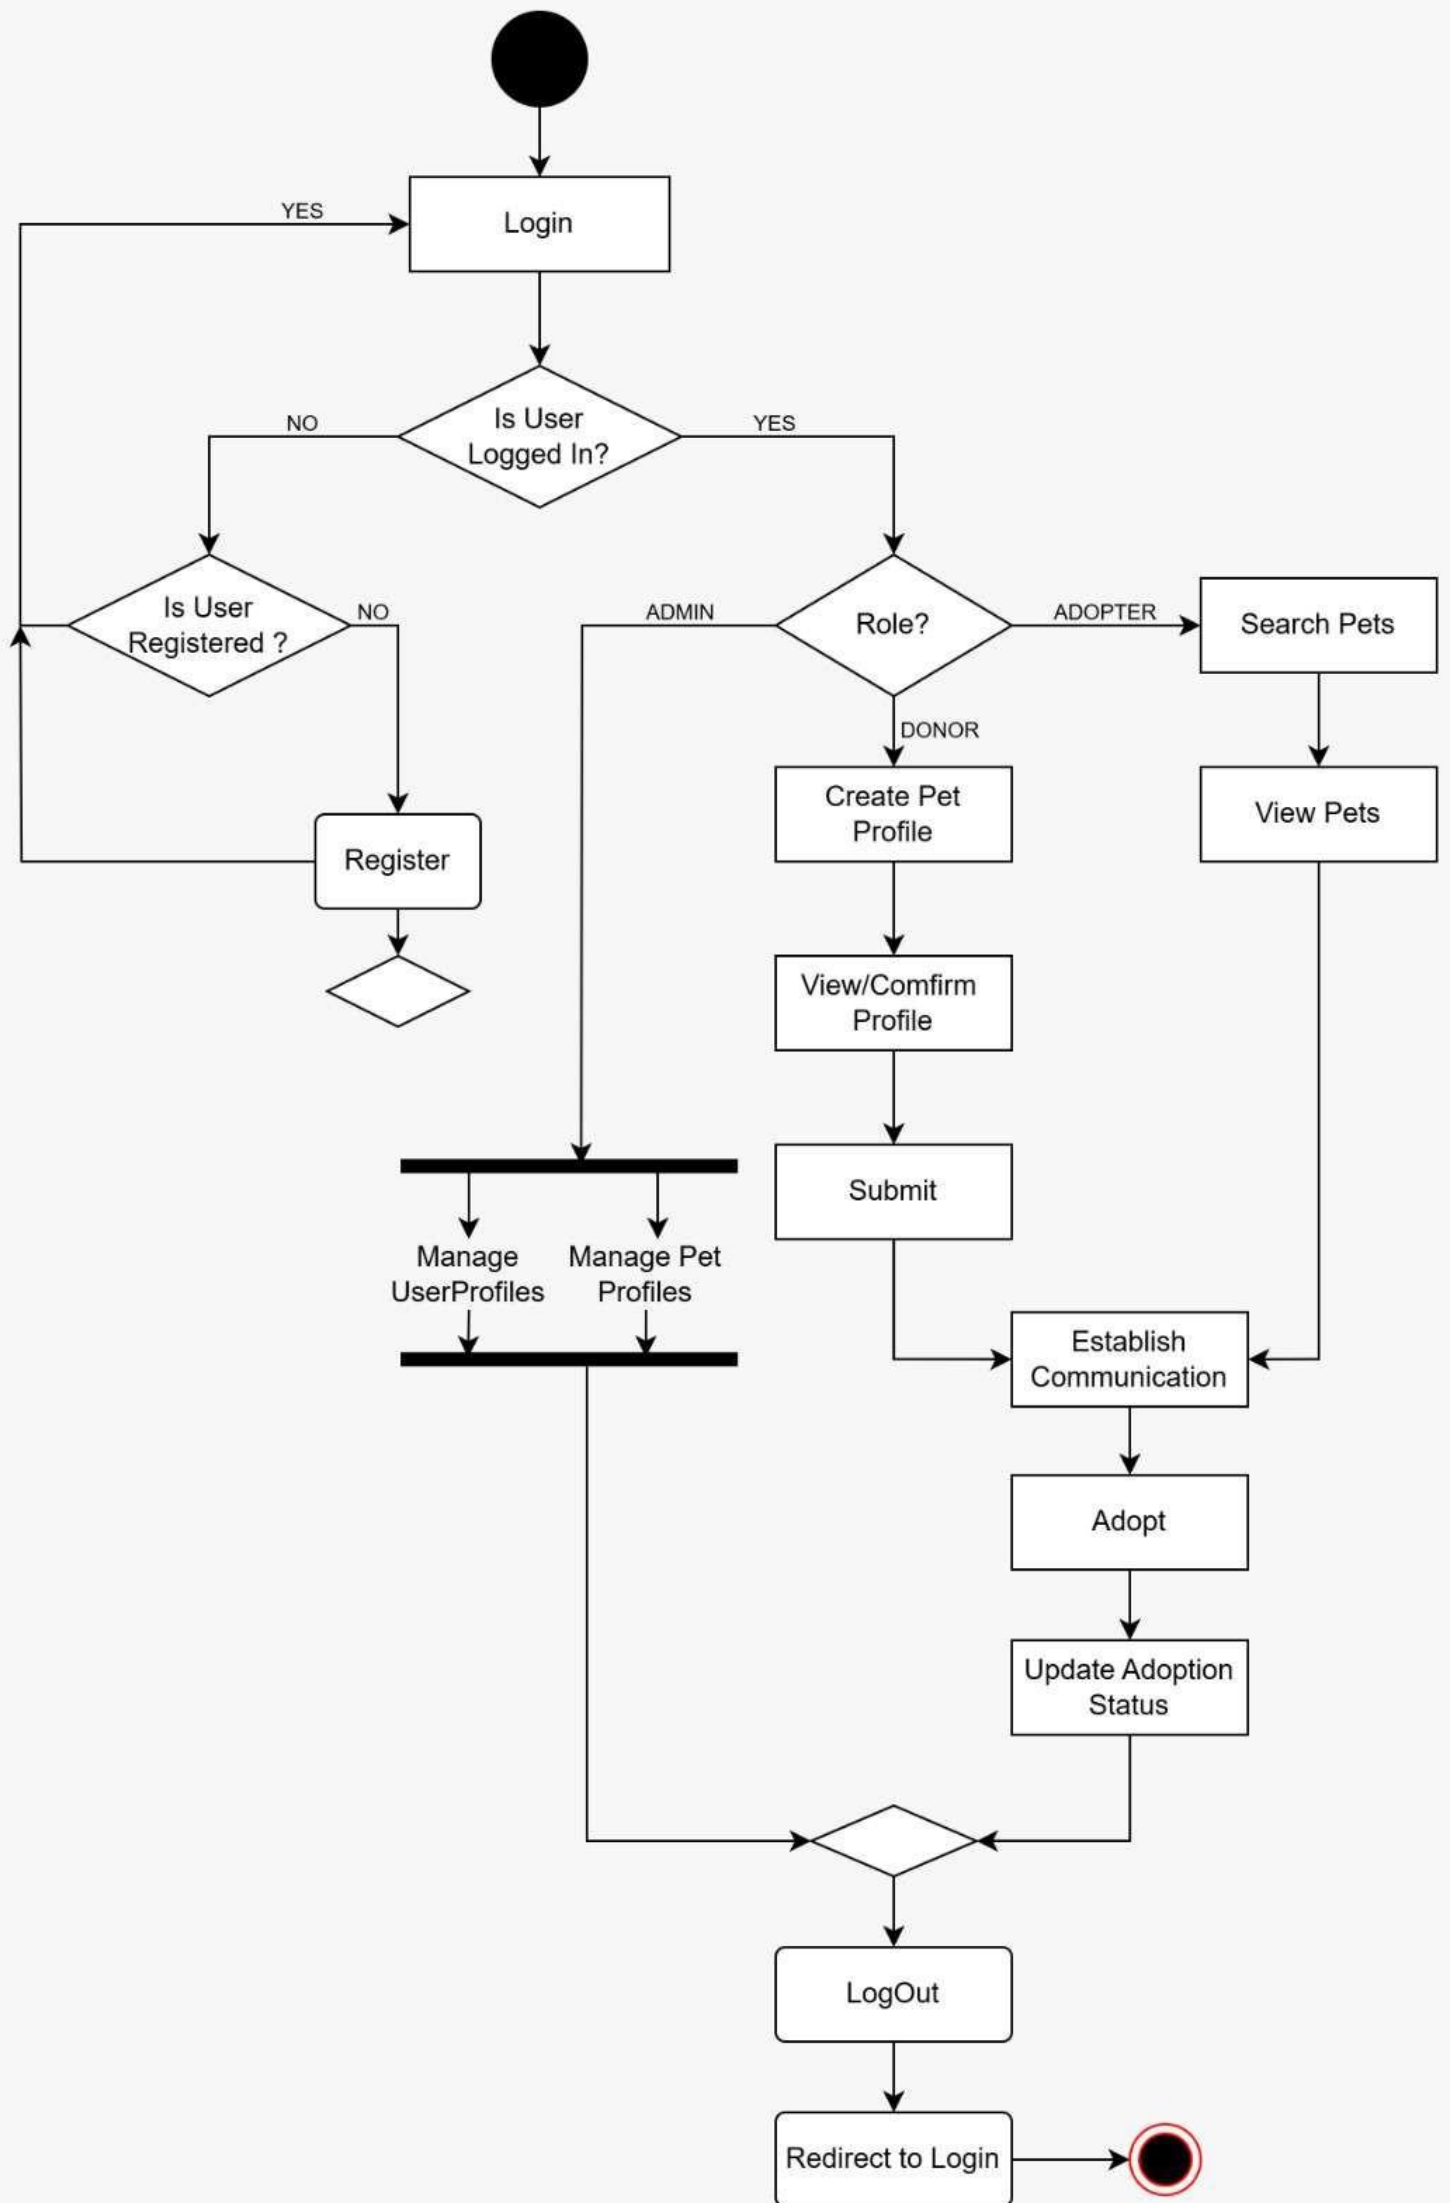 Login
YES
Is User
Logged In?
NO
YES
Is User
Registered ?
NO
Role?
ADMIN
ADOPTER
DONOR
Search Pets
View Pets
Create Pet
Profile
Register
View/Comfirm
Profile
Submit
Manage
UserProfiles
Manage Pet
Profiles
Establish
Communication
Adopt
Update Adoption
Status
LogOut
Redirect to Login